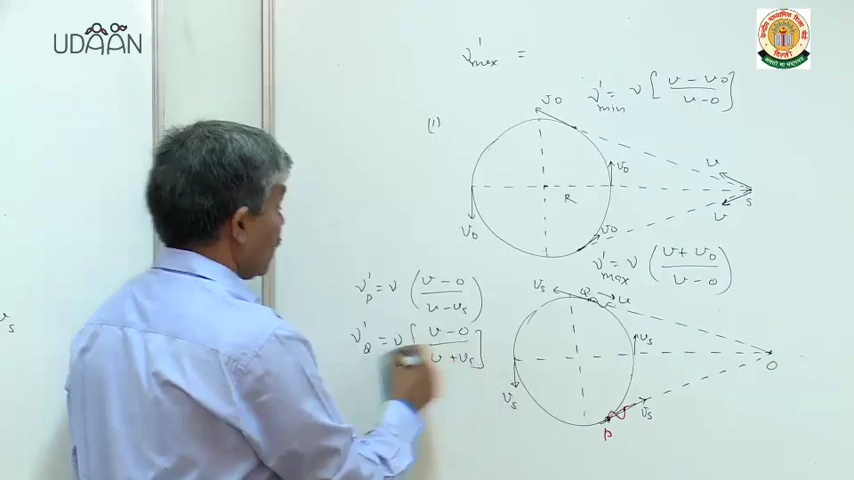 UDAAN
ν'max =
(1)
ν'min = ν [ (v - v0) / (v - 0) ]
v0
v0
R
v
v
S
v0
v0
ν'max = ν ( (v + v0) / (v - 0) )
ν'P = ν ( (v - 0) / (v - vs) )
ν'Q = ν [ (v - 0) / (v + vs) ]
vs
Q
v
vs
O
vs
vs
P
vs